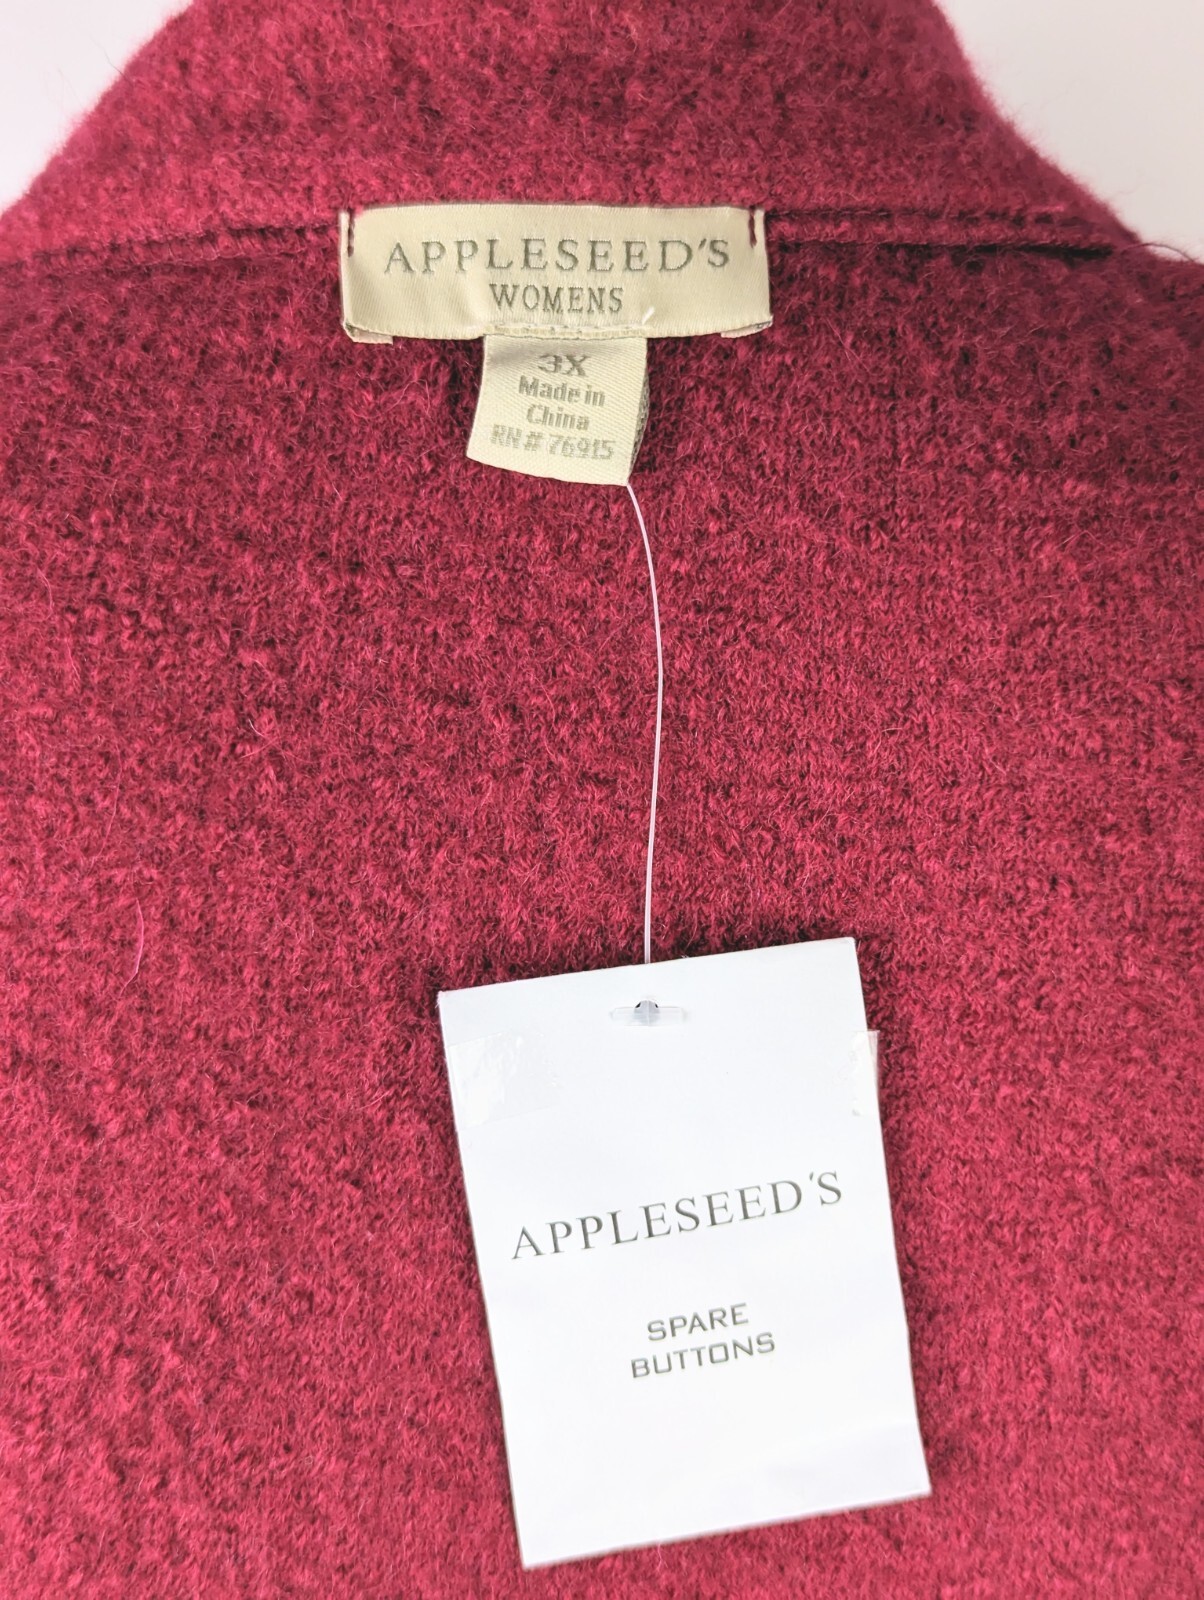 APPLESEED'S
WOMENS
3X
Made in
China
RN# 76915
APPLESEED'S
SPARE
BUTTONS